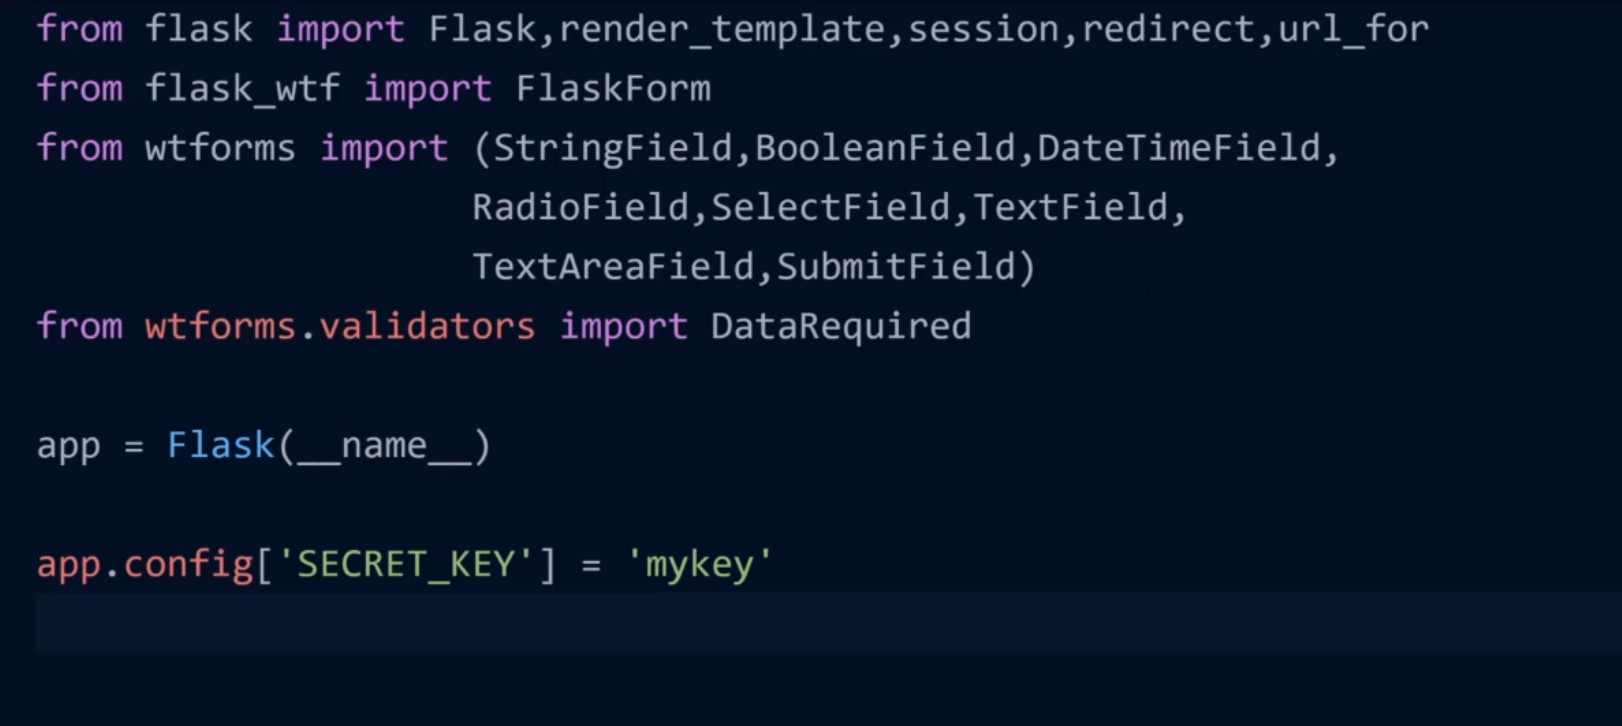 from flask import Flask,render_template,session,redirect,url_for
from flask_wtf import FlaskForm
from wtforms import (StringField,BooleanField,DateTimeField,
                    RadioField,SelectField,TextField,
                    TextAreaField,SubmitField)
from wtforms.validators import DataRequired
app = Flask(__name__)
app.config['SECRET_KEY'] = 'mykey'